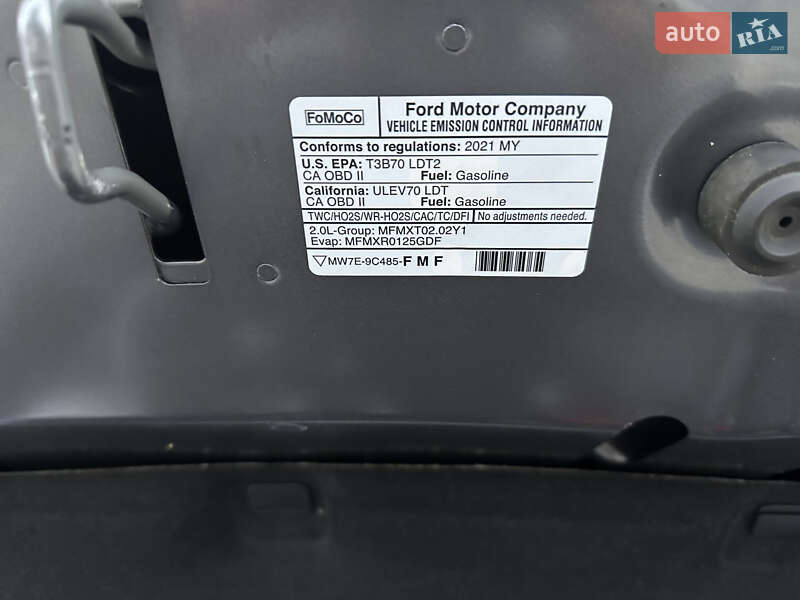 auto RIA .com
FoMoCo
Ford Motor Company
VEHICLE EMISSION CONTROL INFORMATION
Conforms to regulations: 2021 MY
U.S. EPA: T3B70 LDT2
CA OBD II Fuel: Gasoline
California: ULEV70 LDT
CA OBD II Fuel: Gasoline
TWC/HO2S/WR-HO2S/CAC/TC/DFI No adjustments needed.
2.0L-Group: MFMXT02.02Y1
Evap: MFMXR0125GDF
MW7E-9C485-F M F